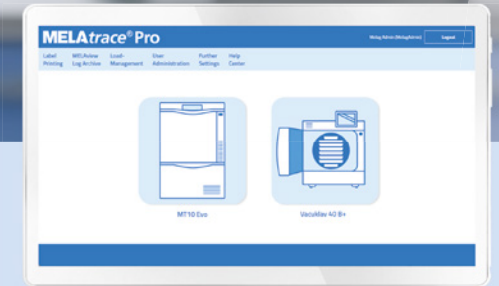 MELAtrace® Pro
Melag Admin (MelagAdmin)
Logout
Label Printing
MELAview Log Archive
Load-Management
User Administration
Further Settings
Help Center
MT10 Evo
Vacuklav 40 B+